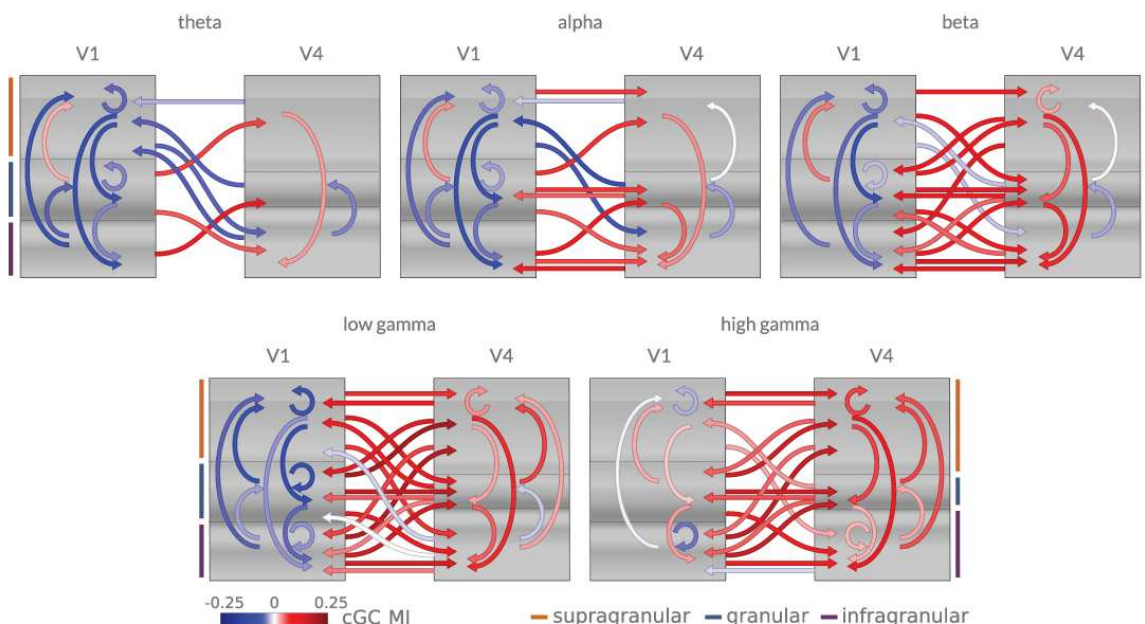 theta alpha beta
V1 V4 V1 V4 V1 V4
low gamma high gamma
V1 V4 V1 V4
-0.25 0 0.25
cGC MI
supragranular granular infragranular